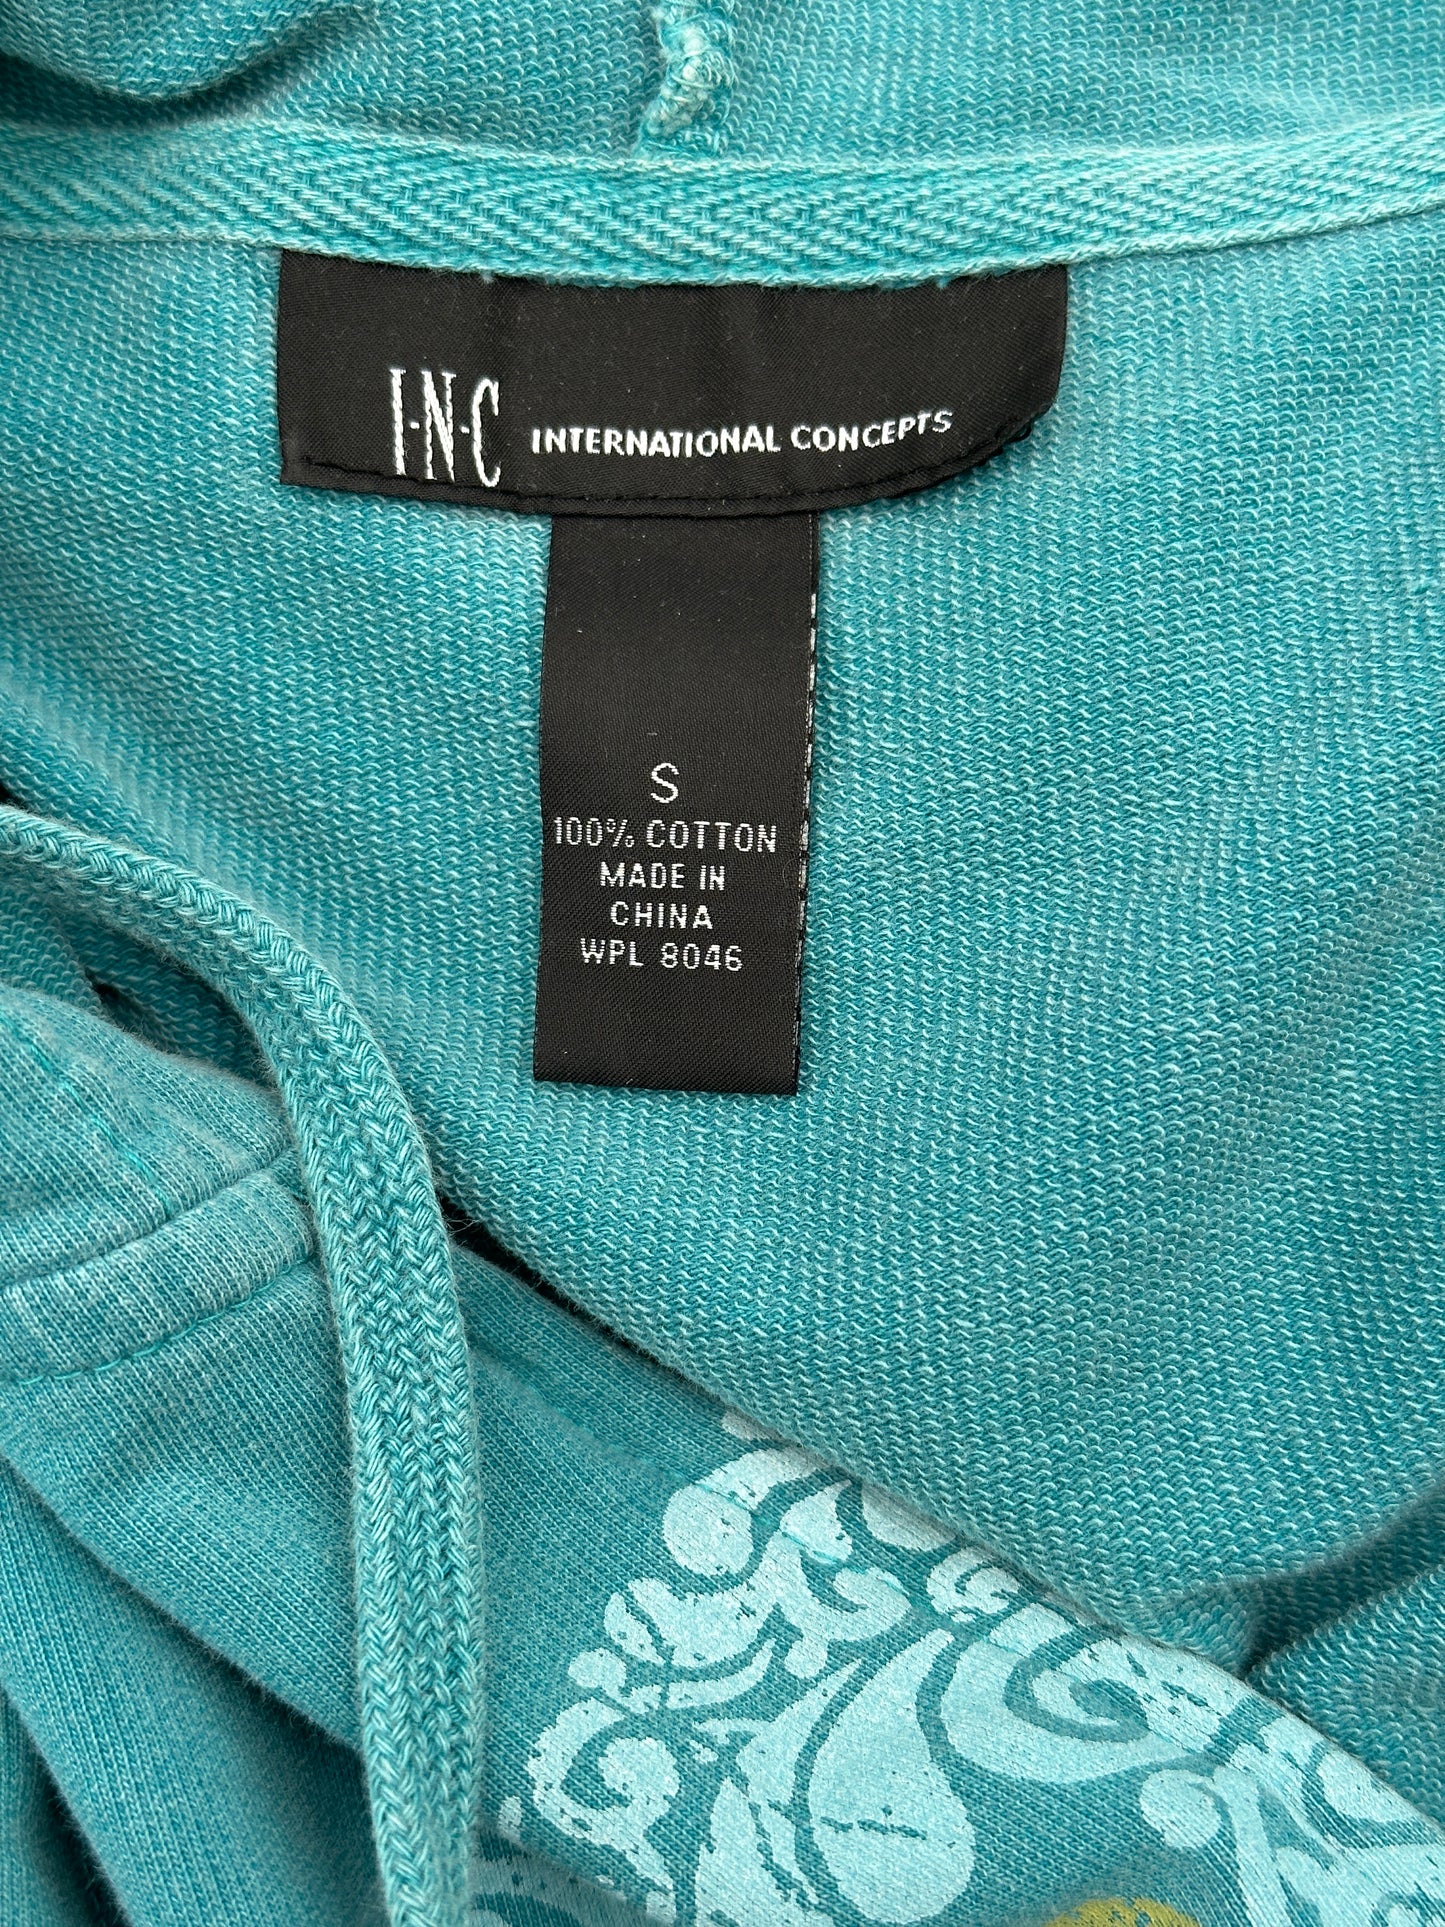 I·N·C INTERNATIONAL CONCEPTS
S
100% COTTON
MADE IN
CHINA
WPL 8046